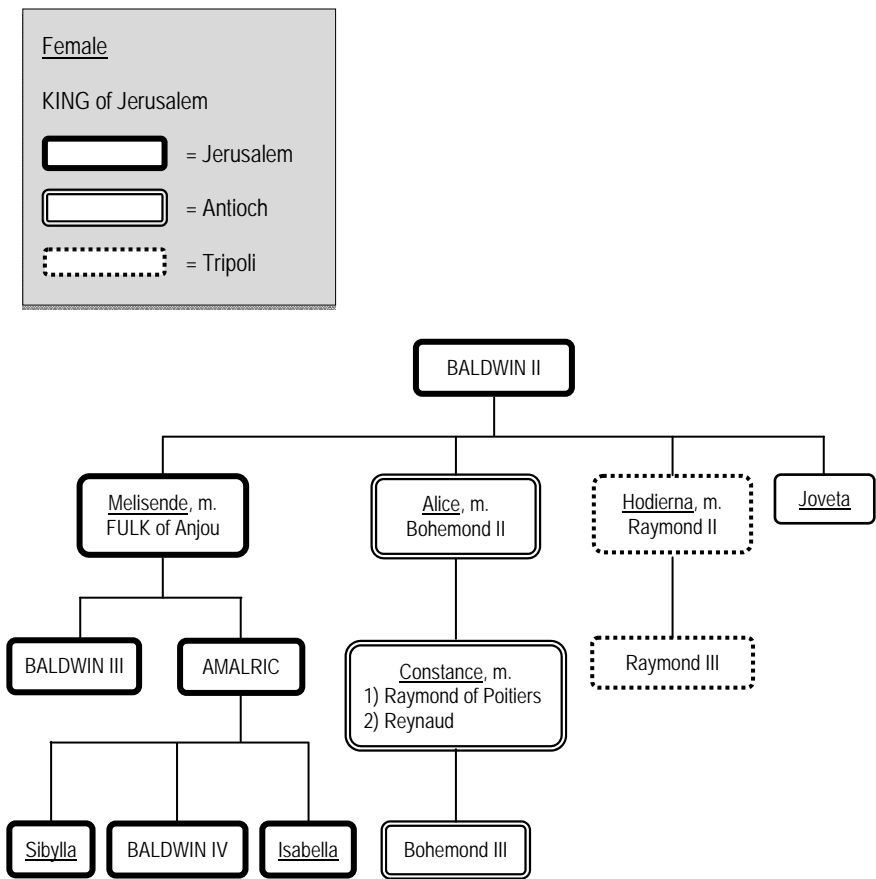 Female
KING of Jerusalem
= Jerusalem
= Antioch
= Tripoli
BALDWIN II
Melisende, m.
FULK of Anjou
Alice, m.
Bohemond II
Hodierna, m.
Raymond II
Joveta
BALDWIN III
AMALRIC
Constance, m.
1) Raymond of Poitiers
2) Reynaud
Raymond III
Sibylla
BALDWIN IV
Isabella
Bohemond III